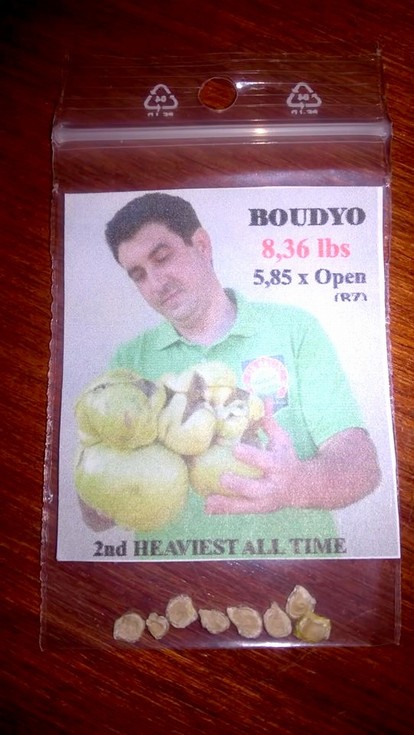 BOUDYO
8,36 lbs
5,85 x Open
2nd HEAVIEST ALL TIME